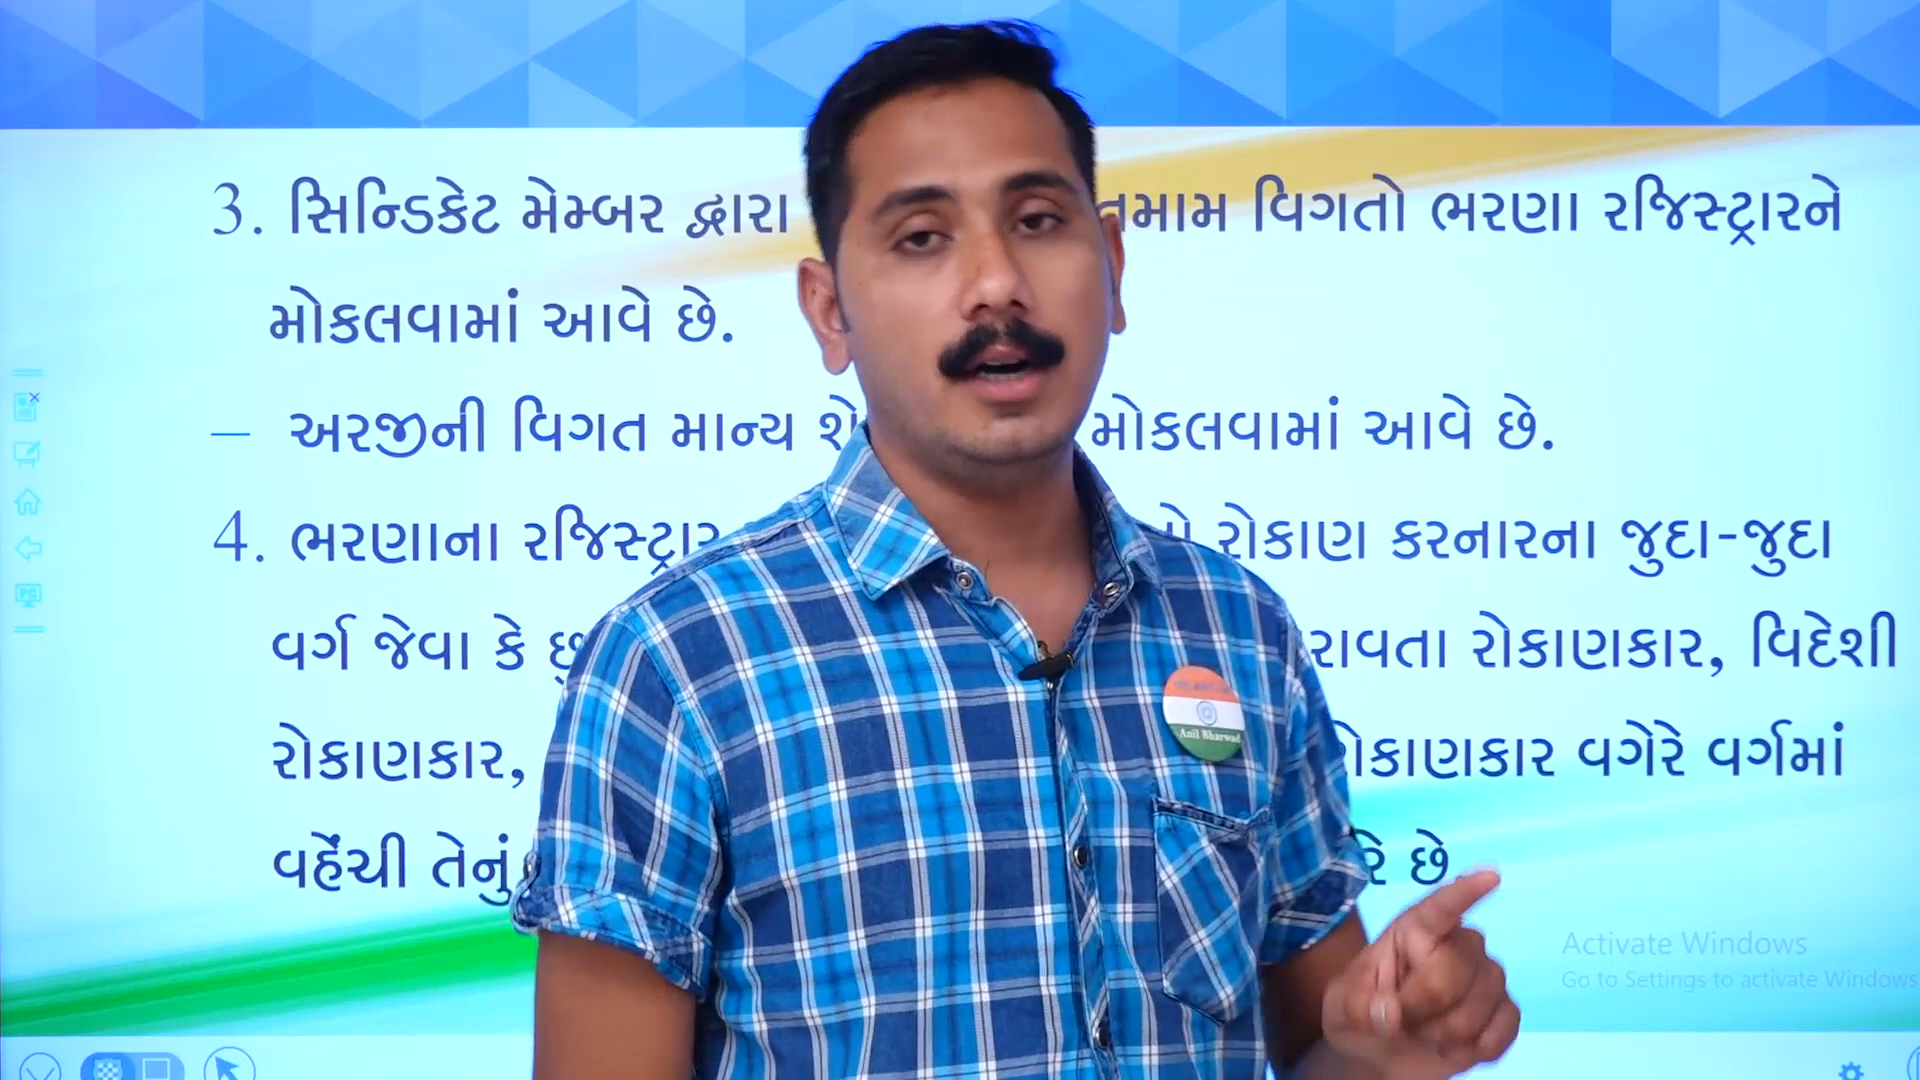 3. સિન્ડિકેટ મેમ્બર દ્વારા તમામ વિગતો ભરણા રજિસ્ટ્રારને
મોકલવામાં આવે છે.
– અરજીની વિગત માન્ય મોકલવામાં આવે છે.
4. ભરણાના રજિસ્ટ્રાર રોકાણ કરનારના જુદા-જુદા
વર્ગ જેવા કે રોકાણકાર, વિદેશી
રોકાણકાર, રોકાણકાર વગેરે વર્ગમાં
વહેંચી તેનું છે
Anil Bharwad
Activate Windows
Go to Settings to activate Windows
PC